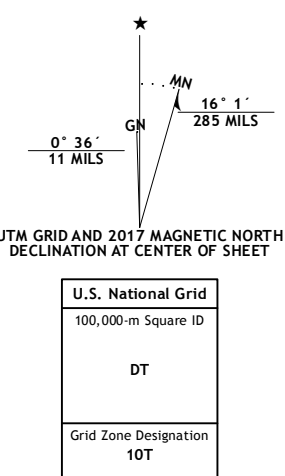 ★
MN
GN
16° 1´
285 MILS
0° 36´
11 MILS
UTM GRID AND 2017 MAGNETIC NORTH
DECLINATION AT CENTER OF SHEET
U.S. National Grid
100,000-m Square ID
DT
Grid Zone Designation
10T